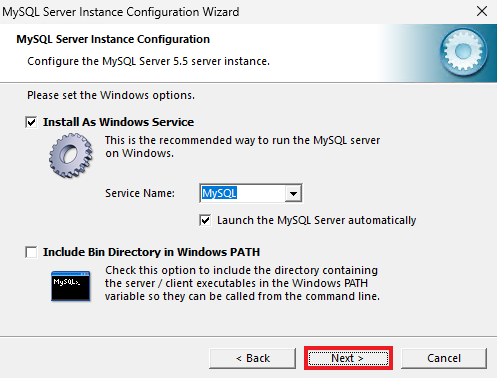 MySQL Server Instance Configuration Wizard
MySQL Server Instance Configuration
Configure the MySQL Server 5.5 server instance.
Please set the Windows options.
Install As Windows Service
This is the recommended way to run the MySQL server
on Windows.
Service Name: MySQL
Launch the MySQL Server automatically
Include Bin Directory in Windows PATH
MySQL>_
Check this option to include the directory containing
the server / client executables in the Windows PATH
variable so they can be called from the command line.
< Back Next > Cancel